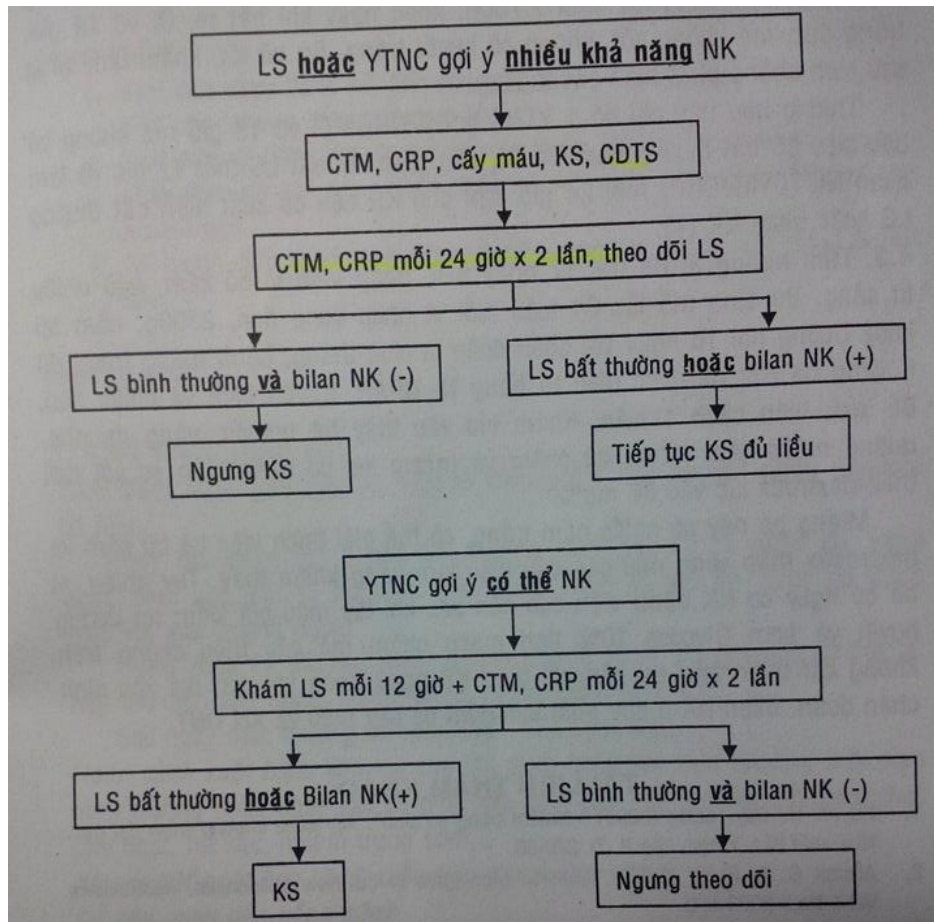 LS hoặc YTNC gợi ý nhiều khả năng NK
CTM, CRP, cấy máu, KS, CDTS
CTM, CRP mỗi 24 giờ x 2 lần, theo dõi LS
LS bình thường và bilan NK (-)
LS bất thường hoặc bilan NK (+)
Ngưng KS
Tiếp tục KS đủ liều
YTNC gợi ý có thể NK
Khám LS mỗi 12 giờ + CTM, CRP mỗi 24 giờ x 2 lần
LS bất thường hoặc Bilan NK(+)
LS bình thường và bilan NK (-)
KS
Ngưng theo dõi